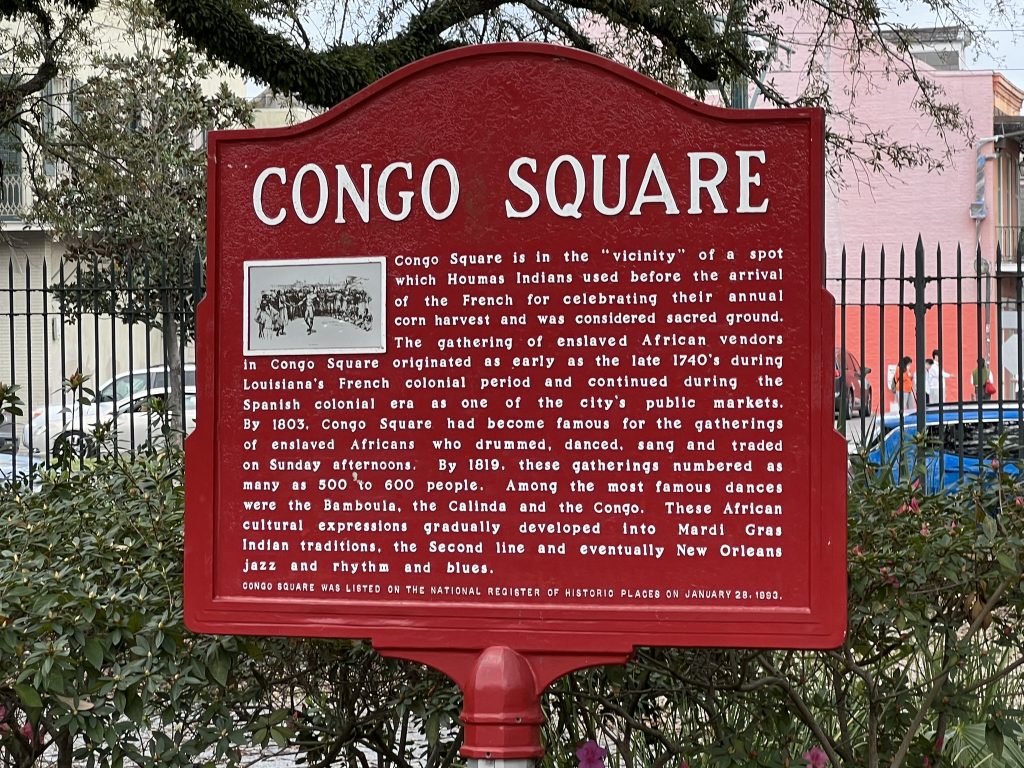 CONGO SQUARE
Congo Square is in the "vicinity" of a spot
which Houmas Indians used before the arrival
of the French for celebrating their annual
corn harvest and was considered sacred ground.
The gathering of enslaved African vendors
in Congo Square originated as early as the late 1740's during
Louisiana's French colonial period and continued during the
Spanish colonial era as one of the city's public markets.
By 1803, Congo Square had become famous for the gatherings
of enslaved Africans who drummed, danced, sang and traded
on Sunday afternoons. By 1819, these gatherings numbered as
many as 500 to 600 people. Among the most famous dances
were the Bamboula, the Calinda and the Congo. These African
cultural expressions gradually developed into Mardi Gras
Indian traditions, the Second line and eventually New Orleans
jazz and rhythm and blues.
CONGO SQUARE WAS LISTED ON THE NATIONAL REGISTER OF HISTORIC PLACES ON JANUARY 28, 1993.